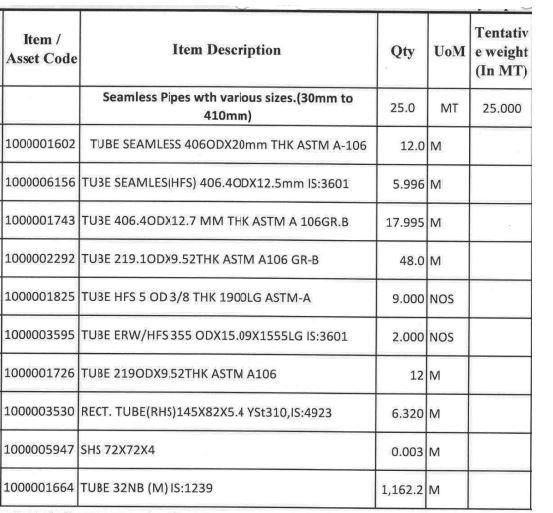 Item / Asset Code Item Description Qty UoM Tentativ e weight (In MT)
Seamless Pipes wth various sizes.(30mm to 410mm) 25.0 MT 25.000
1000001602 TUBE SEAMLESS 406ODX20mm THK ASTM A-106 12.0 M
1000006156 TUBE SEAMLES(HFS) 406.4ODX12.5mm IS:3601 5.996 M
1000001743 TUBE 406.4ODX12.7 MM THK ASTM A 106GR.B 17.995 M
1000002292 TUBE 219.1ODX9.52THK ASTM A106 GR-B 48.0 M
1000001825 TUBE HFS 5 OD 3/8 THK 1900LG ASTM-A 9.000 NOS
1000003595 TUBE ERW/HFS 355 ODX15.09X1555LG IS:3601 2.000 NOS
1000001726 TUBE 219ODX9.52THK ASTM A106 12 M
1000003530 RECT. TUBE(RHS)145X82X5.4 YSt310,IS:4923 6.320 M
1000005947 SHS 72X72X4 0.003 M
1000001664 TUBE 32NB (M) IS:1239 1,162.2 M